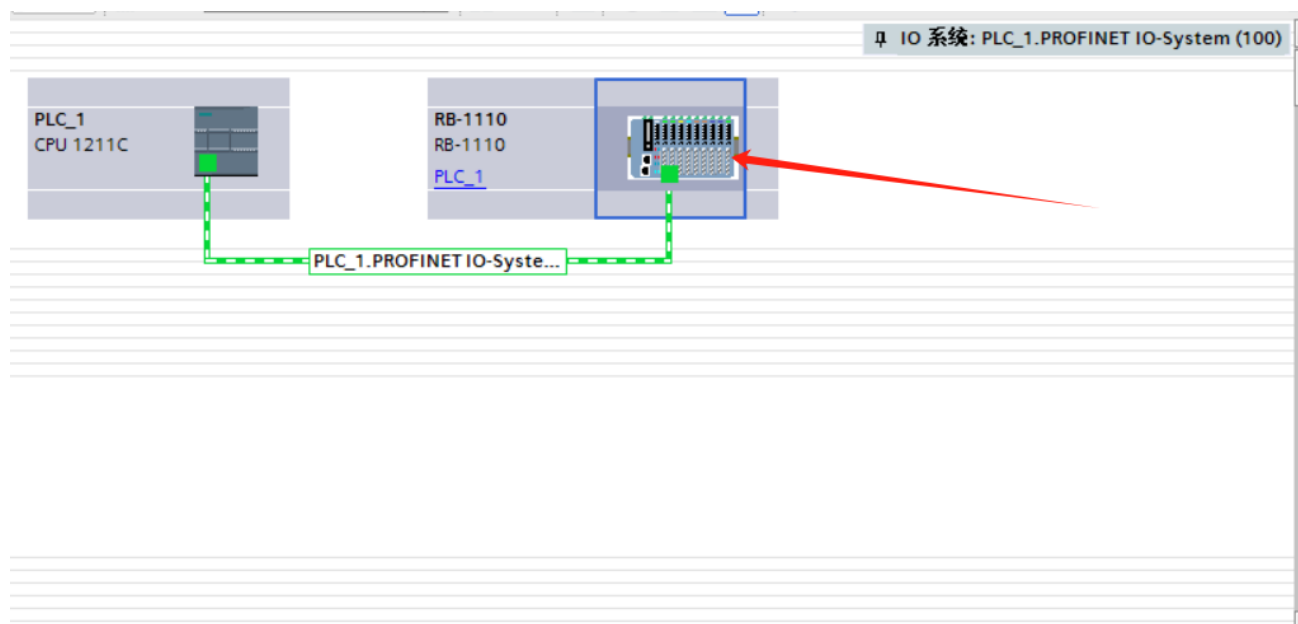 IO 系统: PLC_1.PROFINET IO-System (100)
PLC_1
CPU 1211C
RB-1110
RB-1110
PLC_1
PLC_1.PROFINET IO-Syste...